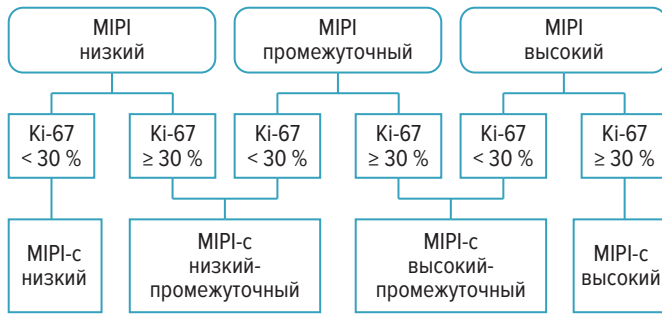 MIPI
низкий
MIPI
промежуточный
MIPI
высокий
Ki-67
< 30 %
Ki-67
≥ 30 %
Ki-67
< 30 %
Ki-67
≥ 30 %
Ki-67
< 30 %
Ki-67
≥ 30 %
MIPI-c
низкий
MIPI-c
низкий-
промежуточный
MIPI-c
высокий-
промежуточный
MIPI-c
высокий